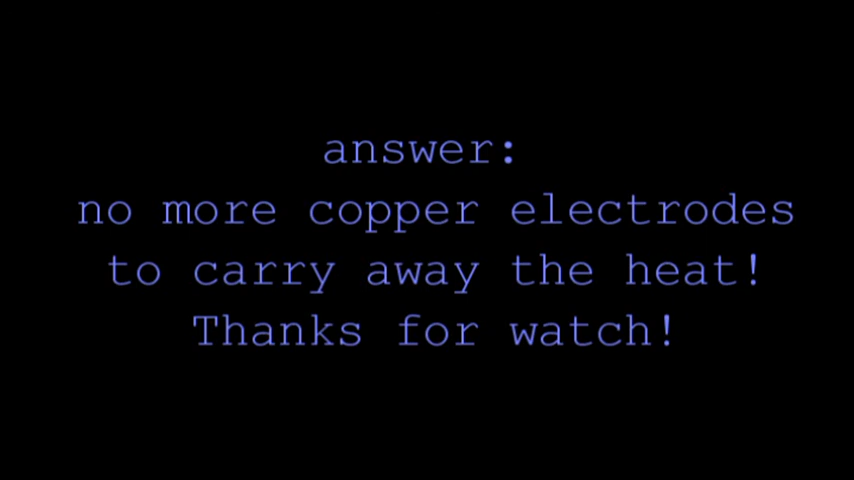 answer:
no more copper electrodes
to carry away the heat!
Thanks for watch!